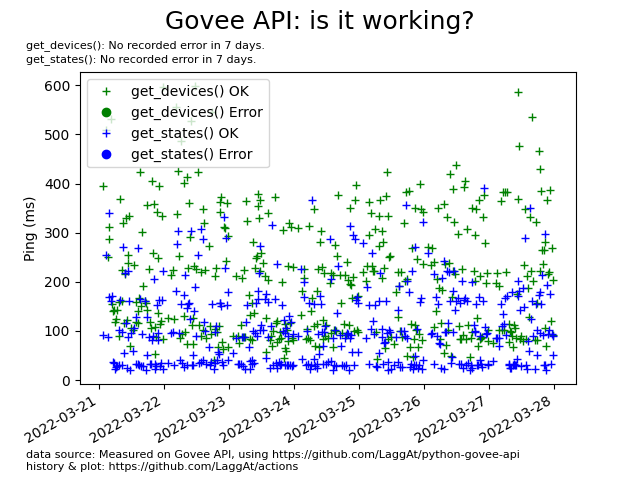 Govee API: is it working?
get_devices(): No recorded error in 7 days.
get_states(): No recorded error in 7 days.
600
500
400
300
200
100
0
Ping (ms)
get_devices() OK
get_devices() Error
get_states() OK
get_states() Error
2022-03-21
2022-03-22
2022-03-23
2022-03-24
2022-03-25
2022-03-26
2022-03-27
2022-03-28
data source: Measured on Govee API, using https://github.com/LaggAt/python-govee-api
history & plot: https://github.com/LaggAt/actions